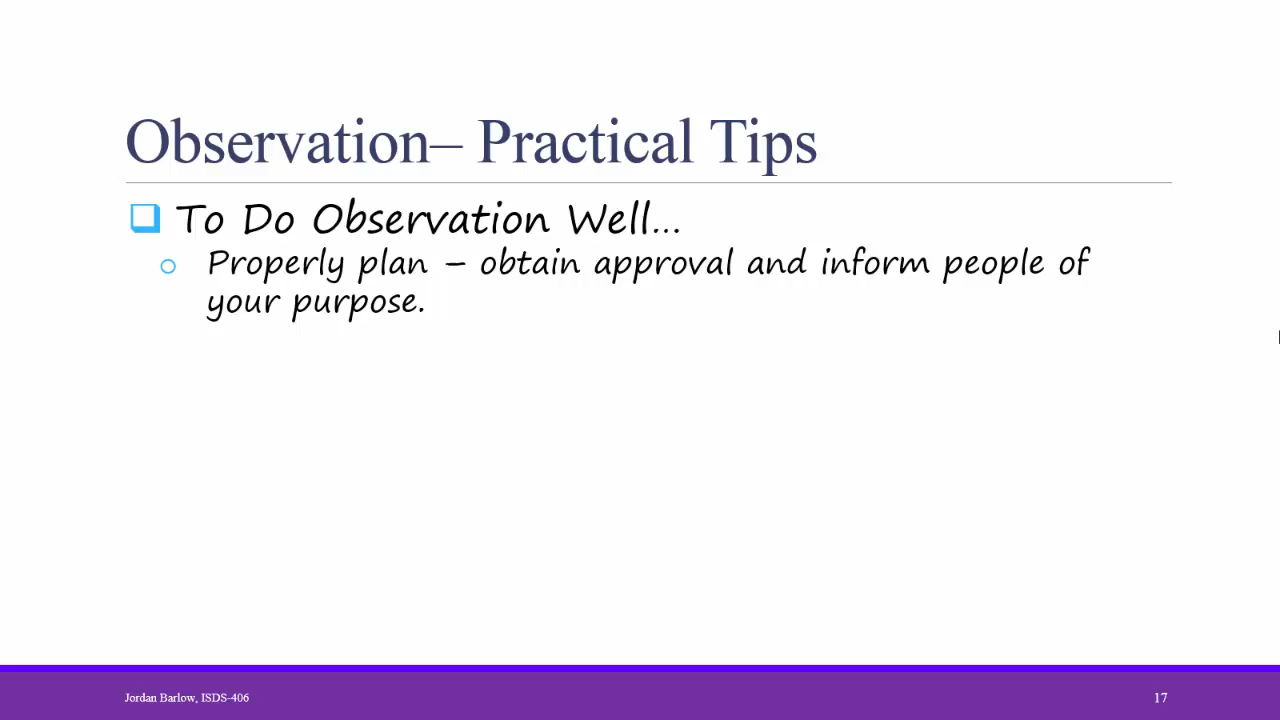 Observation– Practical Tips
To Do Observation Well…
Properly plan – obtain approval and inform people of
your purpose.
Jordan Barlow, ISDS-406
17